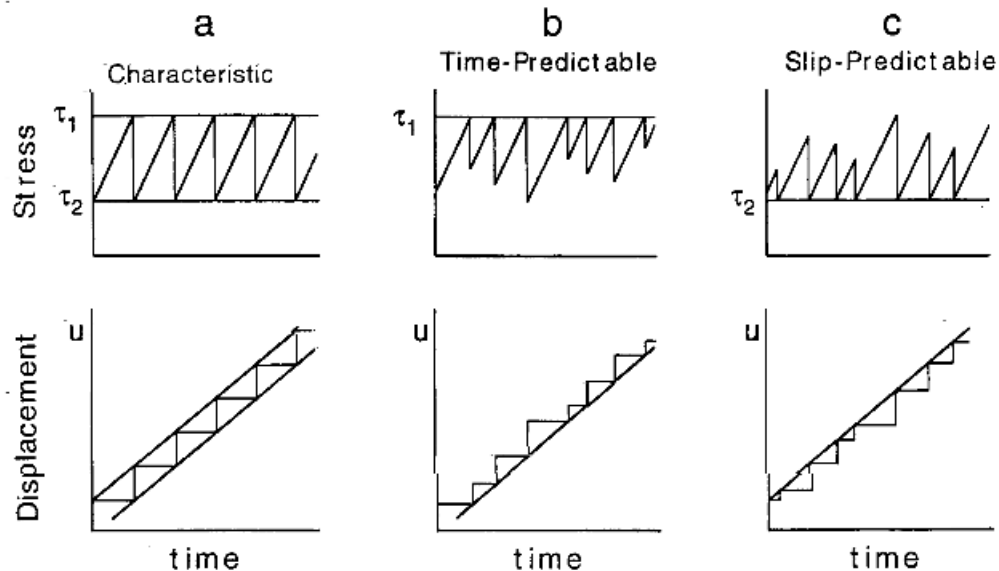 a b c
Characteristic Time-Predictable Slip-Predictable
Stress
τ1
τ2
τ1
τ2
Displacement
u
u
u
time time time